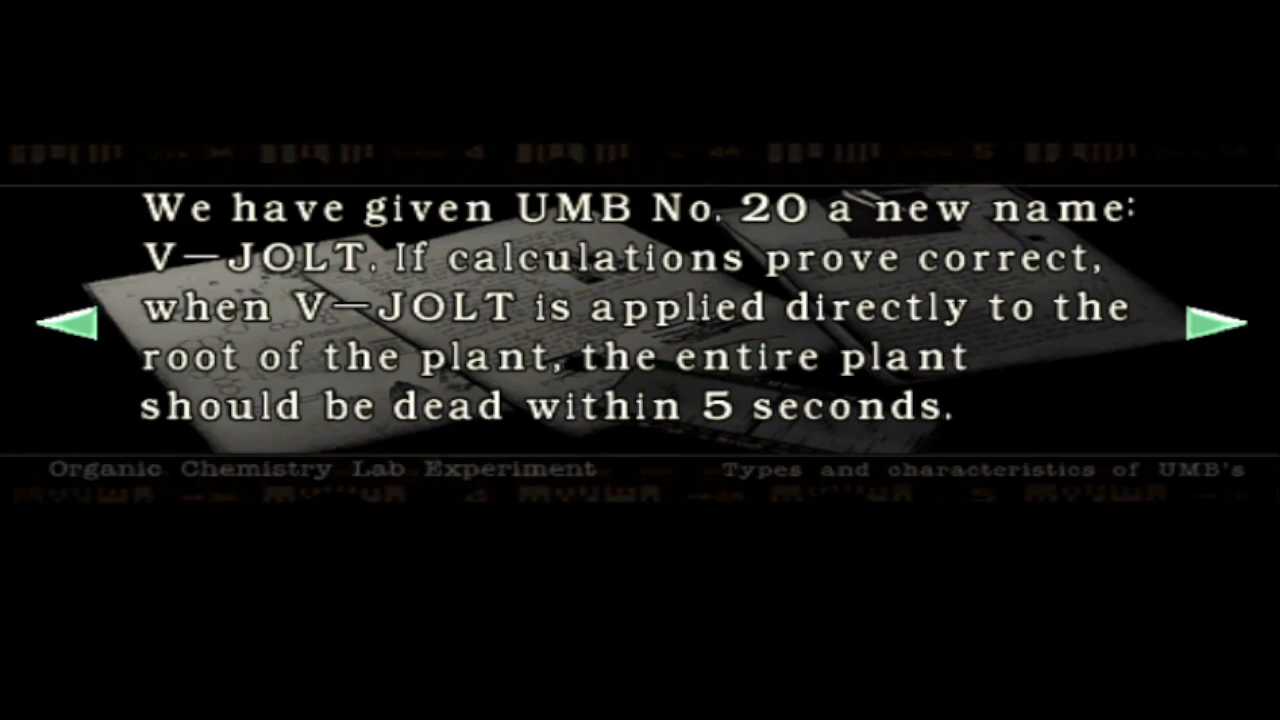 We have given UMB No. 20 a new name:
V—JOLT. If calculations prove correct,
when V—JOLT is applied directly to the
root of the plant, the entire plant
should be dead within 5 seconds.
Organic Chemistry Lab Experiment
Types and characteristics of UMB's